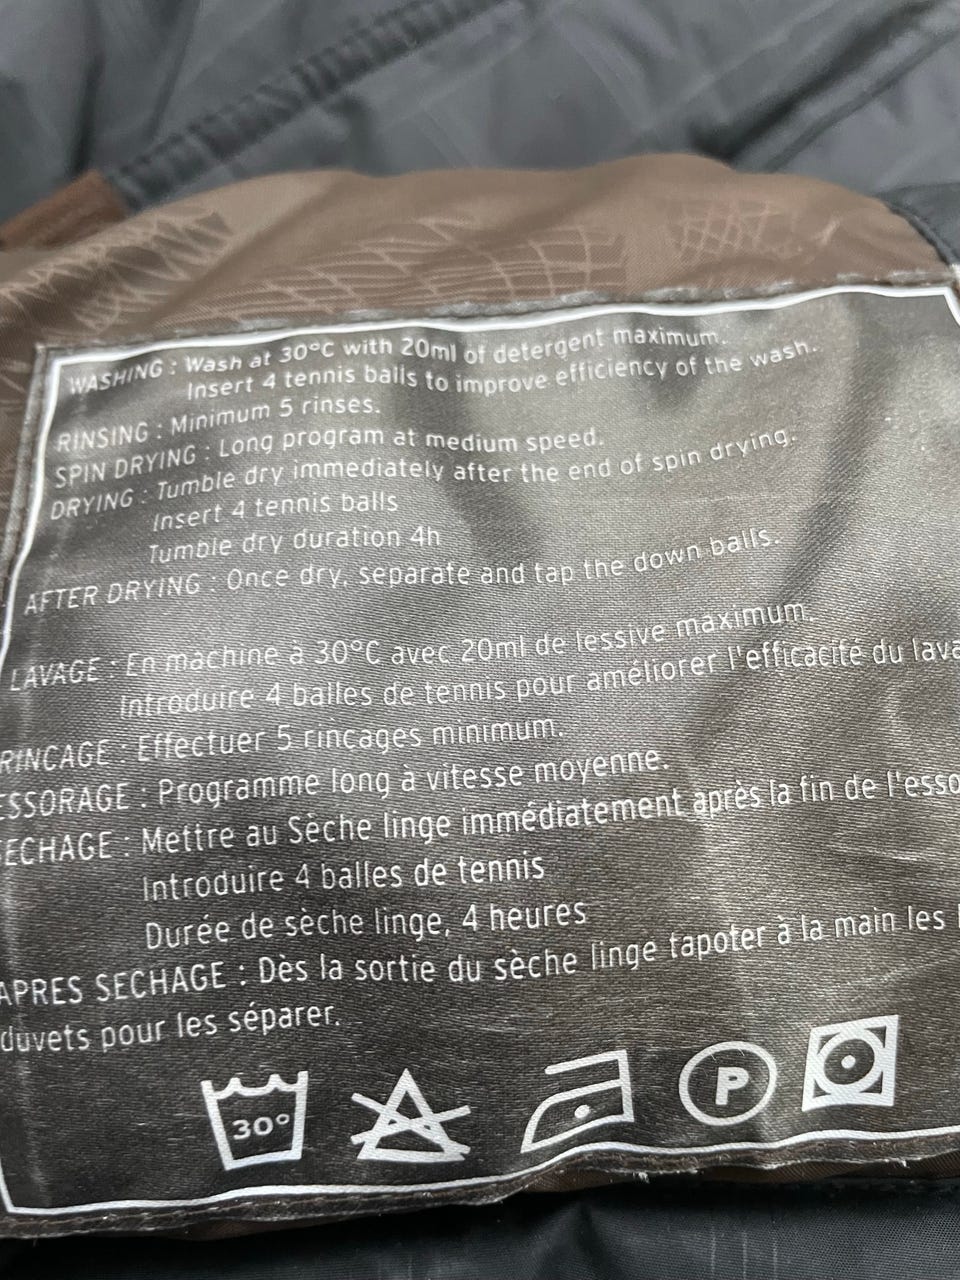 WASHING : Wash at 30°C with 20ml of detergent maximum.
Insert 4 tennis balls to improve efficiency of the wash.
RINSING : Minimum 5 rinses.
SPIN DRYING : Long program at medium speed.
DRYING : Tumble dry immediately after the end of spin drying.
Insert 4 tennis balls
Tumble dry duration 4h
AFTER DRYING : Once dry, separate and tap the down balls.
LAVAGE : En machine à 30°C avec 20ml de lessive maximum.
Introduire 4 balles de tennis pour améliorer l'efficacité du lava
RINCAGE : Effectuer 5 rinçages minimum.
ESSORAGE : Programme long à vitesse moyenne.
SECHAGE : Mettre au Sèche linge immédiatement après la fin de l'esso
Introduire 4 balles de tennis
Durée de sèche linge, 4 heures
APRES SECHAGE : Dès la sortie du sèche linge tapoter à la main les
duvets pour les séparer.
30° P